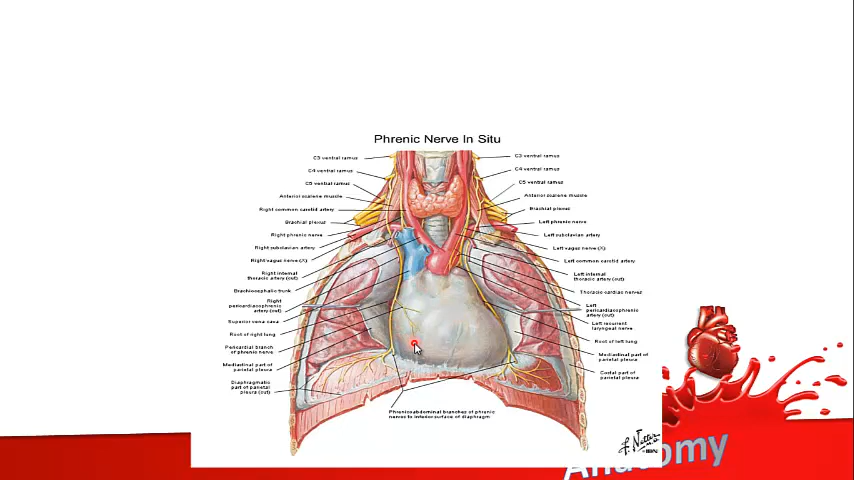 Phrenic Nerve In Situ
C3 ventral ramus
C4 ventral ramus
C5 ventral ramus
Anterior scalene muscle
Right common carotid artery
Brachial plexus
Right phrenic nerve
Right subclavian artery
Right vagus nerve (X)
Right internal
thoracic artery (cut)
Brachiocephalic trunk
Right
pericardiacophrenic
artery (cut)
Superior vena cava
Root of right lung
Pericardial branch
of phrenic nerve
Mediastinal part of
parietal pleura
Diaphragmatic
part of parietal
pleura (cut)
C3 ventral ramus
C4 ventral ramus
C5 ventral ramus
Anterior scalene muscle
Brachial plexus
Left phrenic nerve
Left subclavian artery
Left vagus nerve (X)
Left common carotid artery
Left internal
thoracic artery (cut)
Thoracic cardiac nerves
Left
pericardiacophrenic
artery (cut)
Left recurrent
laryngeal nerve
Root of left lung
Mediastinal part of
parietal pleura
Costal part of
parietal pleura
Phrenicoabdominal branches of phrenic
nerves to inferior surface of diaphragm
F. Netter
M.D.
Anatomy